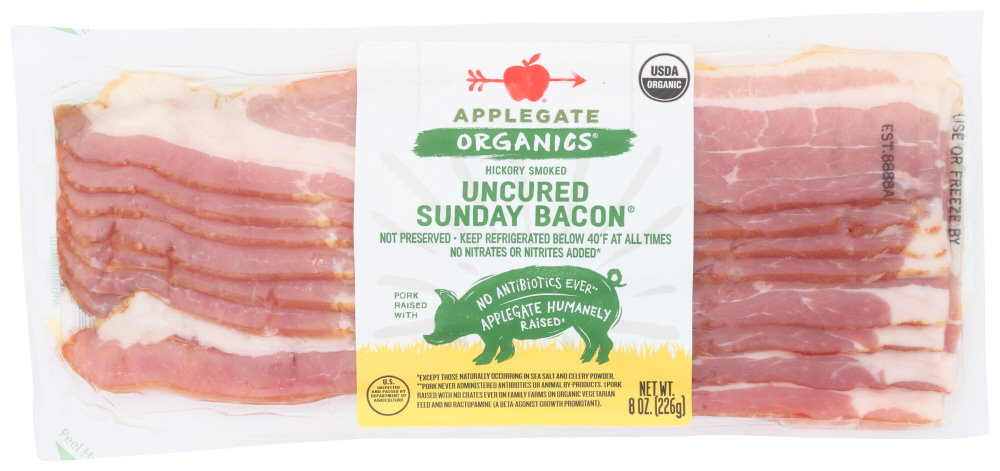 USDA
ORGANIC
APPLEGATE
ORGANICS®
HICKORY SMOKED
UNCURED
SUNDAY BACON®
NOT PRESERVED • KEEP REFRIGERATED BELOW 40°F AT ALL TIMES
NO NITRATES OR NITRITES ADDED*
PORK
RAISED
WITH
NO ANTIBIOTICS EVER**
APPLEGATE HUMANELY
RAISED‡
U.S.
INSPECTED
AND PASSED BY
DEPARTMENT OF
AGRICULTURE
*EXCEPT THOSE NATURALLY OCCURRING IN SEA SALT AND CELERY POWDER.
**PORK NEVER ADMINISTERED ANTIBIOTICS OR ANIMAL BY-PRODUCTS. ‡PORK
RAISED WITH NO CRATES EVER ON FAMILY FARMS ON ORGANIC VEGETARIAN
FEED AND NO RACTOPAMINE (A BETA-AGONIST GROWTH PROMOTANT).
NET WT.
8 OZ. (226g)
EST.8888A
USE OR FREEZE BY
Peel